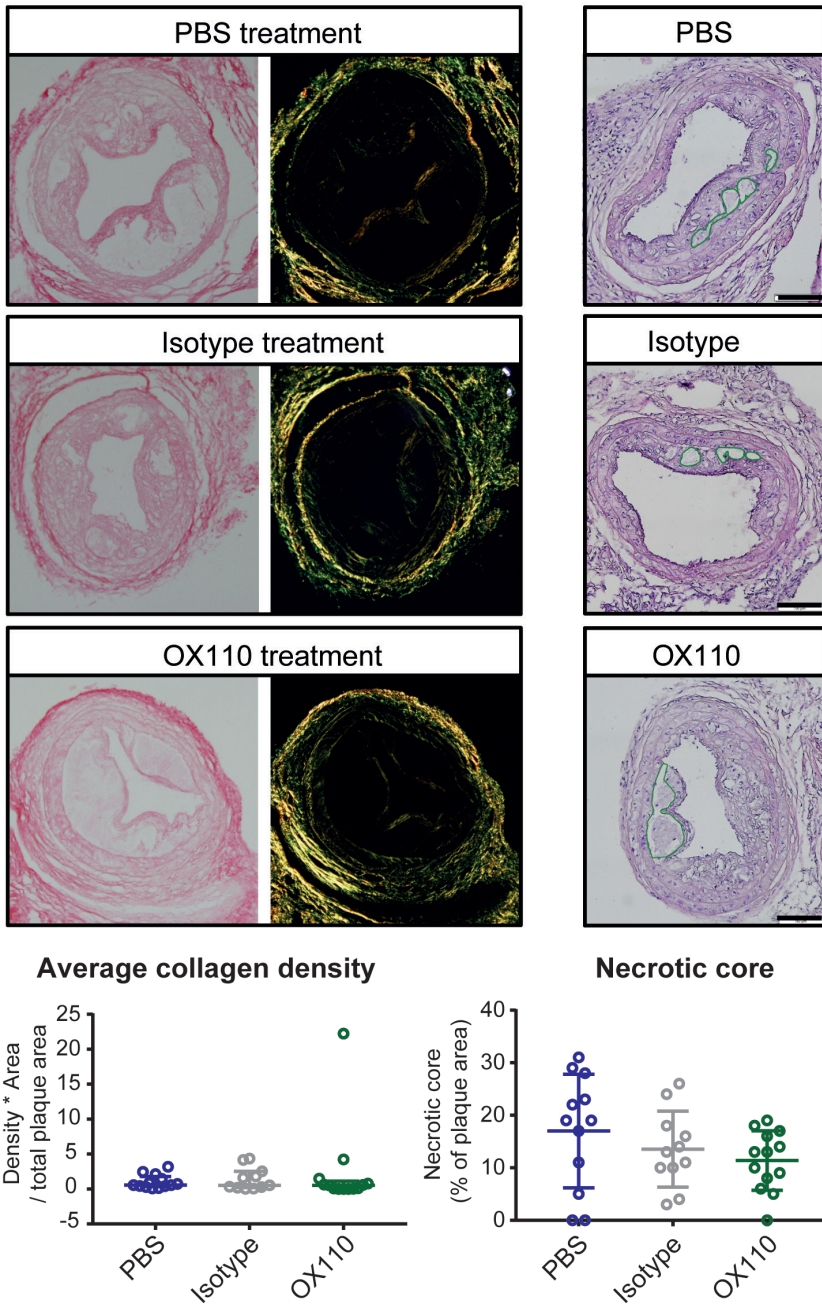 PBS treatment
PBS
Isotype treatment
Isotype
OX110 treatment
OX110
Average collagen density
Density * Area
/ total plaque area
25
20
15
10
5
0
-5
PBS
Isotype
OX110
Necrotic core
Necrotic core
(% of plaque area)
40
30
20
10
0
PBS
Isotype
OX110